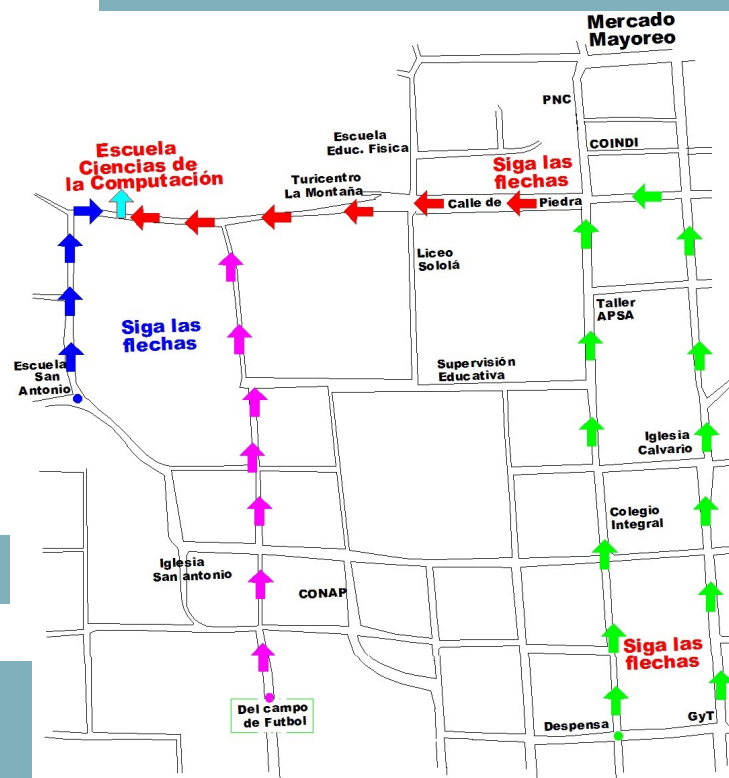 Mercado
Mayoreo
PNC
Escuela
Educ. Fisica
COINDI
Escuela
Ciencias de
la Computación
Turicentro
La Montaña
Siga las
flechas
Calle de
Piedra
Liceo
Sololá
Taller
APSA
Siga las
flechas
Escuela
San
Antonio
Supervisión
Educativa
Iglesia
Calvario
Colegio
Integral
Iglesia
San antonio
CONAP
Siga las
flechas
Del campo
de Futbol
Despensa
GyT